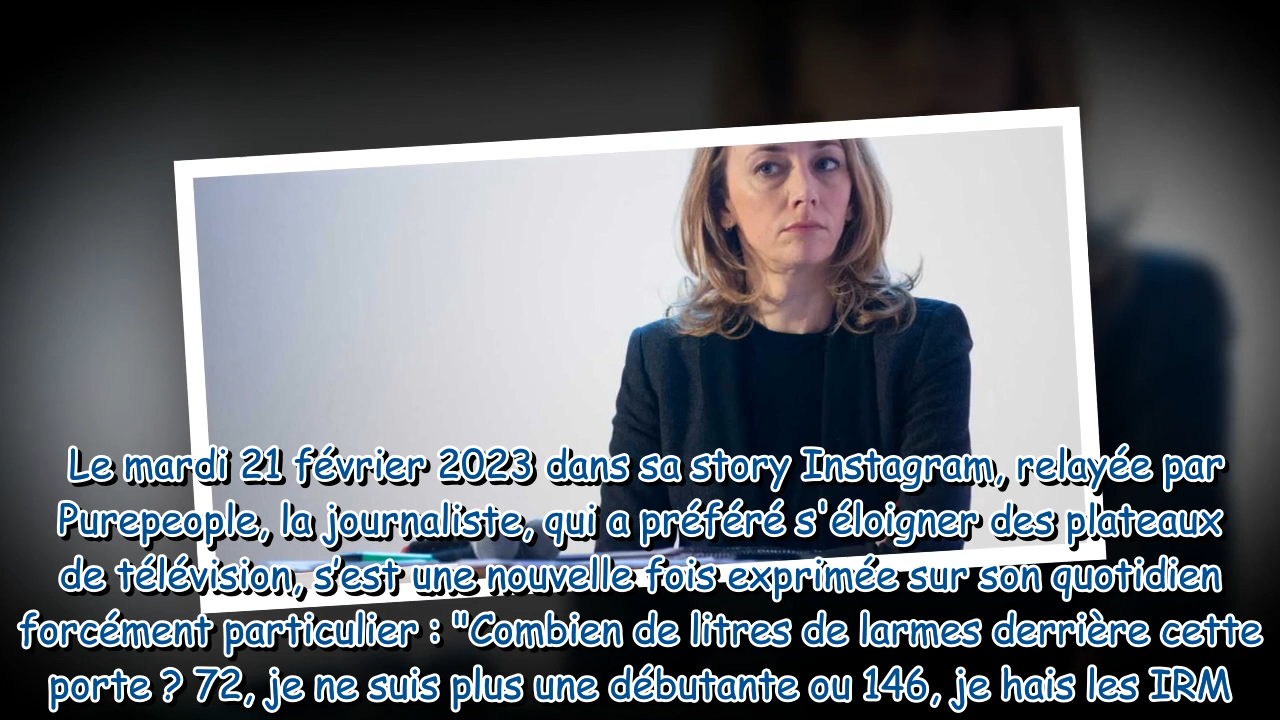 Le mardi 21 février 2023 dans sa story Instagram, relayée par
Purepeople, la journaliste, qui a préféré s'éloigner des plateaux
de télévision, s’est une nouvelle fois exprimée sur son quotidien
forcément particulier : "Combien de litres de larmes derrière cette
porte ? 72, je ne suis plus une débutante ou 146, je hais les IRM